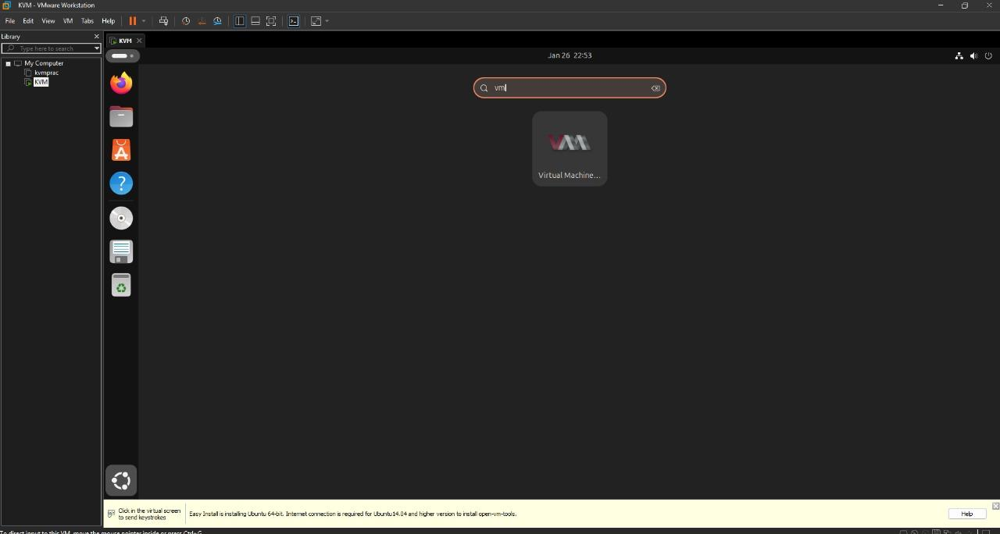 KVM - VMware Workstation
File Edit View VM Tabs Help
Library
Type here to search
My Computer
kvmprac
KVM
KVM
Jan 26 22:53
vm
VM
Virtual Machine...
Click in the virtual screen
to send keystrokes
Easy Install is installing Ubuntu 64-bit. Internet connection is required for Ubuntu14.04 and higher version to install open-vm-tools.
Help
To direct input to this VM, move the mouse pointer inside or press Ctrl+G.